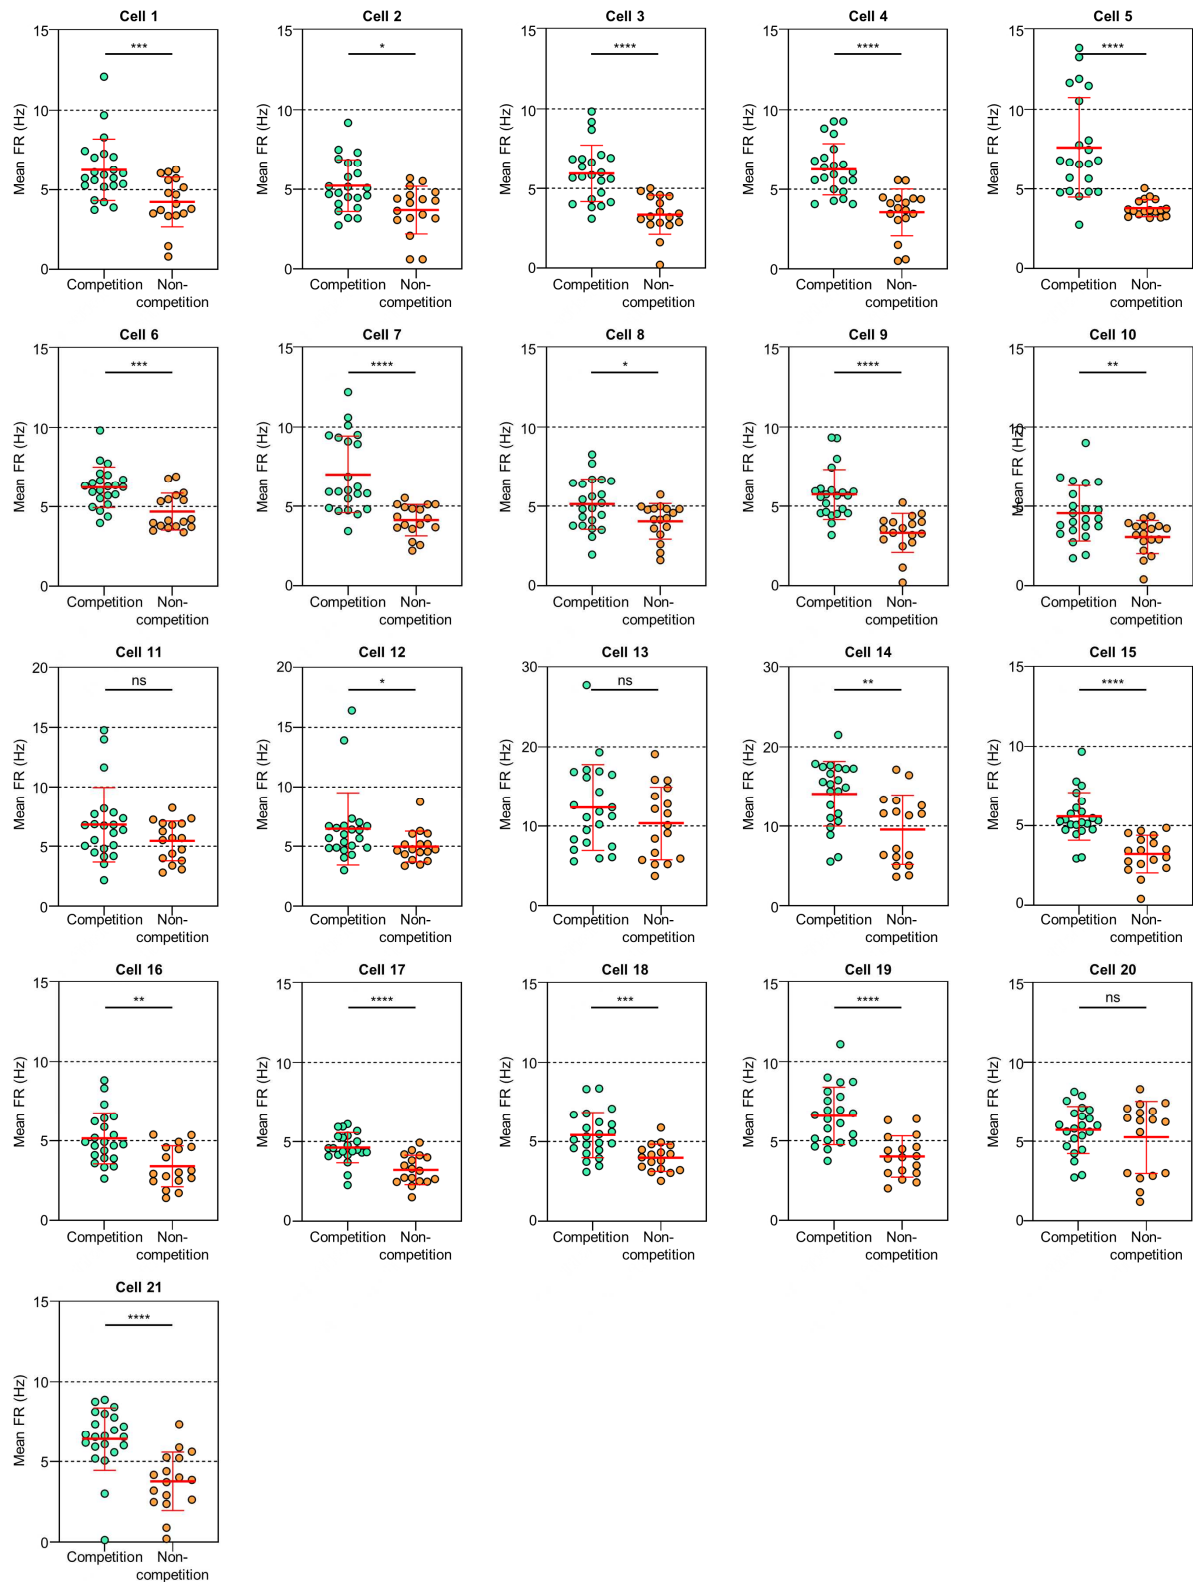 Cell 1
***
15
10
5
0
Mean FR (Hz)
Competition
Non-
competition
Cell 2
*
15
10
5
0
Mean FR (Hz)
Competition
Non-
competition
Cell 3
****
15
10
5
0
Mean FR (Hz)
Competition
Non-
competition
Cell 4
****
15
10
5
0
Mean FR (Hz)
Competition
Non-
competition
Cell 5
****
15
10
5
0
Mean FR (Hz)
Competition
Non-
competition
Cell 6
***
15
10
5
0
Mean FR (Hz)
Competition
Non-
competition
Cell 7
****
15
10
5
0
Mean FR (Hz)
Competition
Non-
competition
Cell 8
*
15
10
5
0
Mean FR (Hz)
Competition
Non-
competition
Cell 9
****
15
10
5
0
Mean FR (Hz)
Competition
Non-
competition
Cell 10
**
15
10
5
0
Mean FR (Hz)
Competition
Non-
competition
Cell 11
ns
20
15
10
5
0
Mean FR (Hz)
Competition
Non-
competition
Cell 12
*
20
15
10
5
0
Mean FR (Hz)
Competition
Non-
competition
Cell 13
ns
30
20
10
0
Mean FR (Hz)
Competition
Non-
competition
Cell 14
**
30
20
10
0
Mean FR (Hz)
Competition
Non-
competition
Cell 15
****
15
10
5
0
Mean FR (Hz)
Competition
Non-
competition
Cell 16
**
15
10
5
0
Mean FR (Hz)
Competition
Non-
competition
Cell 17
****
15
10
5
0
Mean FR (Hz)
Competition
Non-
competition
Cell 18
***
15
10
5
0
Mean FR (Hz)
Competition
Non-
competition
Cell 19
****
15
10
5
0
Mean FR (Hz)
Competition
Non-
competition
Cell 20
ns
15
10
5
0
Mean FR (Hz)
Competition
Non-
competition
Cell 21
****
15
10
5
0
Mean FR (Hz)
Competition
Non-
competition